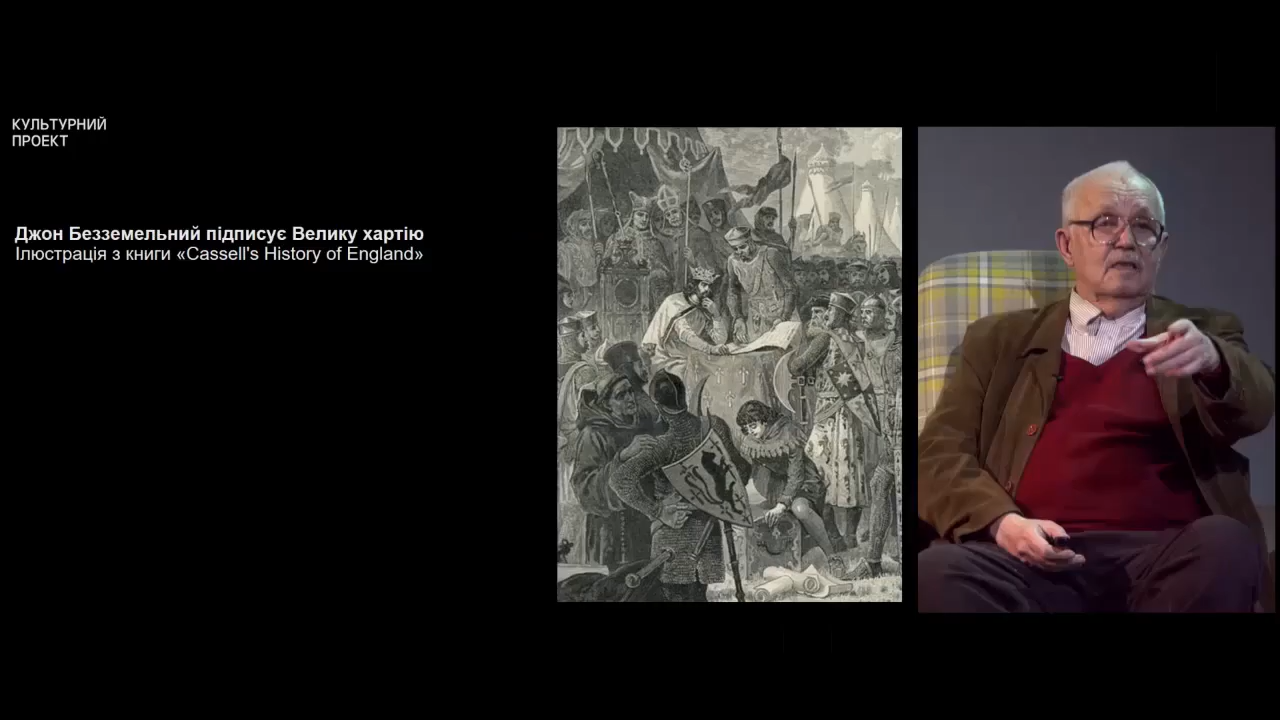 КУЛЬТУРНИЙ
ПРОЕКТ
Джон Безземельний підписує Велику хартію
Ілюстрація з книги «Cassell's History of England»